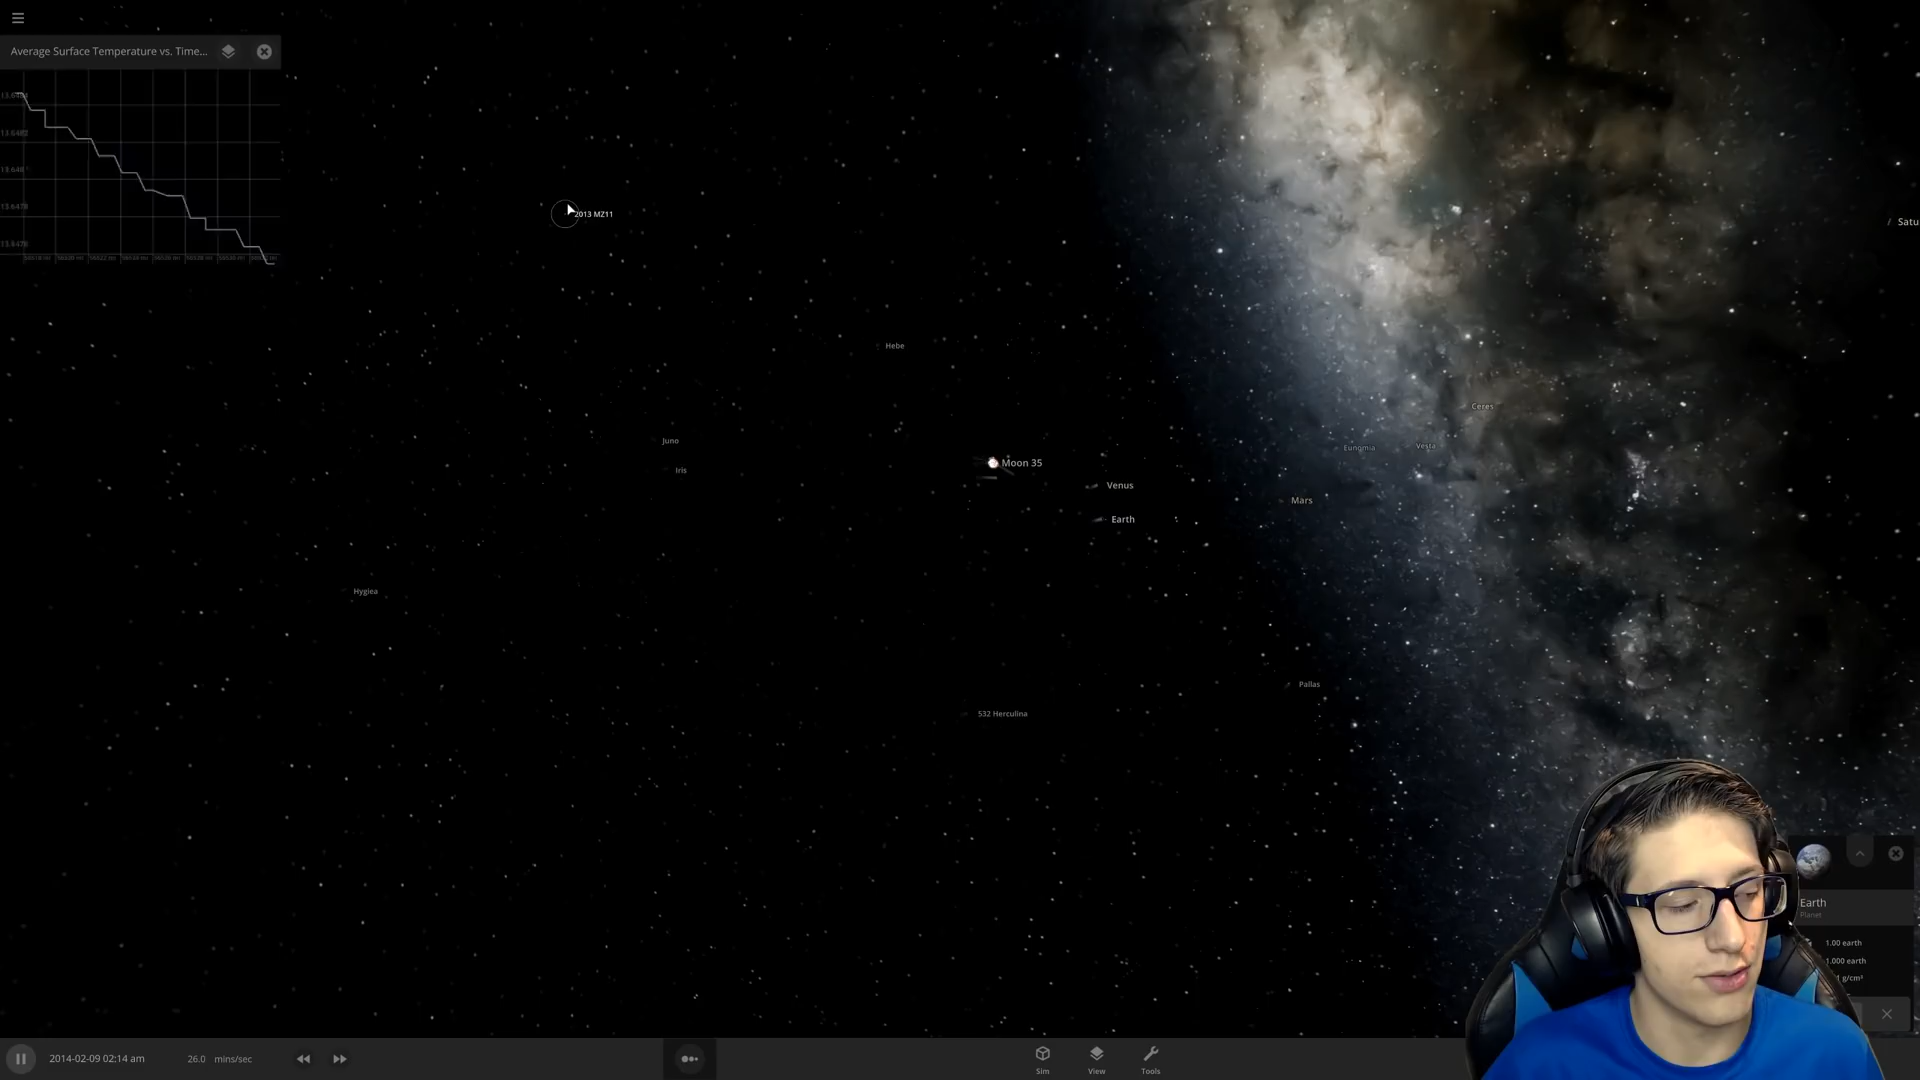 Average Surface Temperature vs. Time...
2013 MZ11
Satu
Hebe
Ceres
Juno
Eunomia
Vesta
Iris
Moon 35
Venus
Mars
Earth
Hygiea
Pallas
532 Herculina
Earth
Planet
1.00 earth
1.000 earth
g/cm³
2014-02-09 02:14 am
26.0 mins/sec
Sim
View
Tools